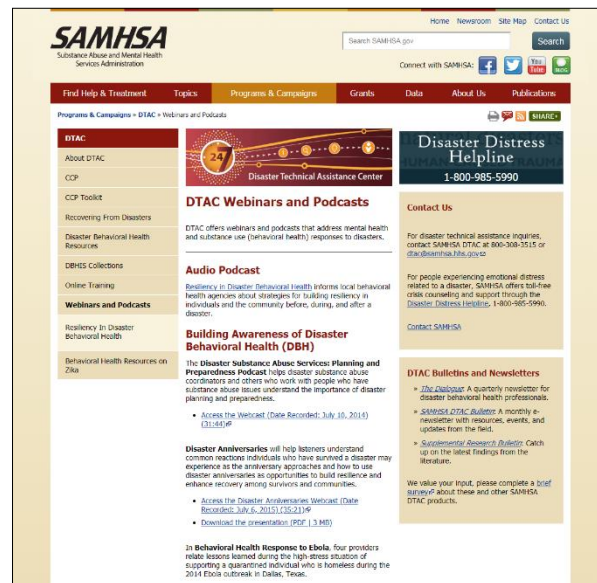 Home Newsroom Site Map Contact Us
SAMHSA
Substance Abuse and Mental Health
Services Administration
Search SAMHSA.gov
Search
Connect with SAMHSA:
You
Tube
BLOG
Find Help & Treatment Topics Programs & Campaigns Grants Data About Us Publications
Programs & Campaigns » DTAC » Webinars and Podcasts
SHARE+
DTAC
About DTAC
CCP
CCP Toolkit
Recovering From Disasters
Disaster Behavioral Health
Resources
DBHIS Collections
Online Training
Webinars and Podcasts
Resiliency In Disaster
Behavioral Health
Behavioral Health Resources on
Zika
24
7
Disaster Technical Assistance Center
DTAC Webinars and Podcasts
DTAC offers webinars and podcasts that address mental health
and substance use (behavioral health) responses to disasters.
Audio Podcast
Resiliency in Disaster Behavioral Health informs local behavioral
health agencies about strategies for building resiliency in
individuals and the community before, during, and after a
disaster.
Building Awareness of Disaster
Behavioral Health (DBH)
The Disaster Substance Abuse Services: Planning and
Preparedness Podcast helps disaster substance abuse
coordinators and others who work with people who have
substance abuse issues understand the importance of disaster
planning and preparedness.
• Access the Webcast (Date Recorded: July 10, 2014)
(31:44)
Disaster Anniversaries will help listeners understand
common reactions individuals who have survived a disaster may
experience as the anniversary approaches and how to use
disaster anniversaries as opportunities to build resilience and
enhance recovery among survivors and communities.
• Access the Disaster Anniversaries Webcast (Date
Recorded: July 6, 2015) (35:21)
• Download the presentation (PDF | 3 MB)
In Behavioral Health Response to Ebola, four providers
relate lessons learned during the high-stress situation of
supporting a quarantined individual who is homeless during the
2014 Ebola outbreak in Dallas, Texas.
Disaster Distress
Helpline
1-800-985-5990
Contact Us
For disaster technical assistance inquiries,
contact SAMHSA DTAC at 800-308-3515 or
dtac@samhsa.hhs.gov
For people experiencing emotional distress
related to a disaster, SAMHSA offers toll-free
crisis counseling and support through the
Disaster Distress Helpline, 1-800-985-5990.
Contact SAMHSA
DTAC Bulletins and Newsletters
» The Dialogue: A quarterly newsletter for
disaster behavioral health professionals.
» SAMHSA DTAC Bulletin: A monthly e-
newsletter with resources, events, and
updates from the field.
» Supplemental Research Bulletin: Catch
up on the latest findings from the
literature.
We value your input, please complete a brief
survey about these and other SAMHSA
DTAC products.